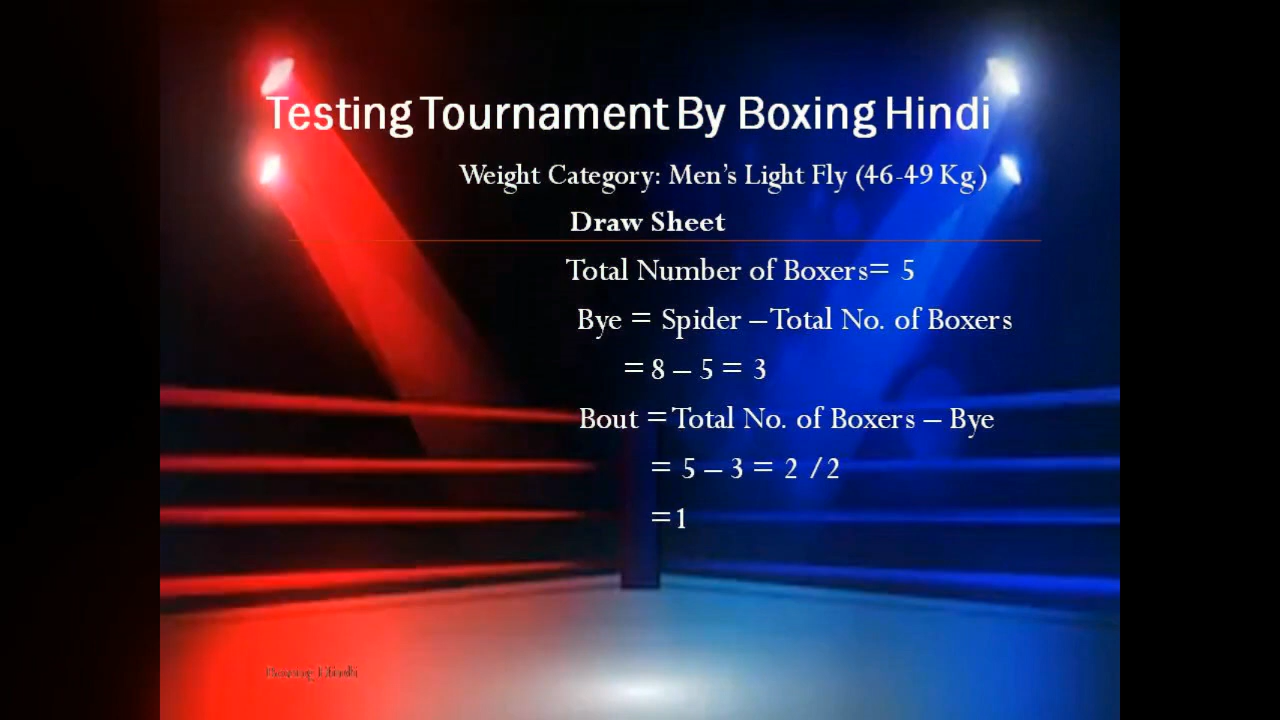 Testing Tournament By Boxing Hindi
Weight Category: Men’s Light Fly (46-49 Kg.)
Draw Sheet
Total Number of Boxers= 5
Bye = Spider –Total No. of Boxers
= 8 – 5 = 3
Bout =Total No. of Boxers – Bye
= 5 – 3 = 2 /2
=1
Boxing Hindi